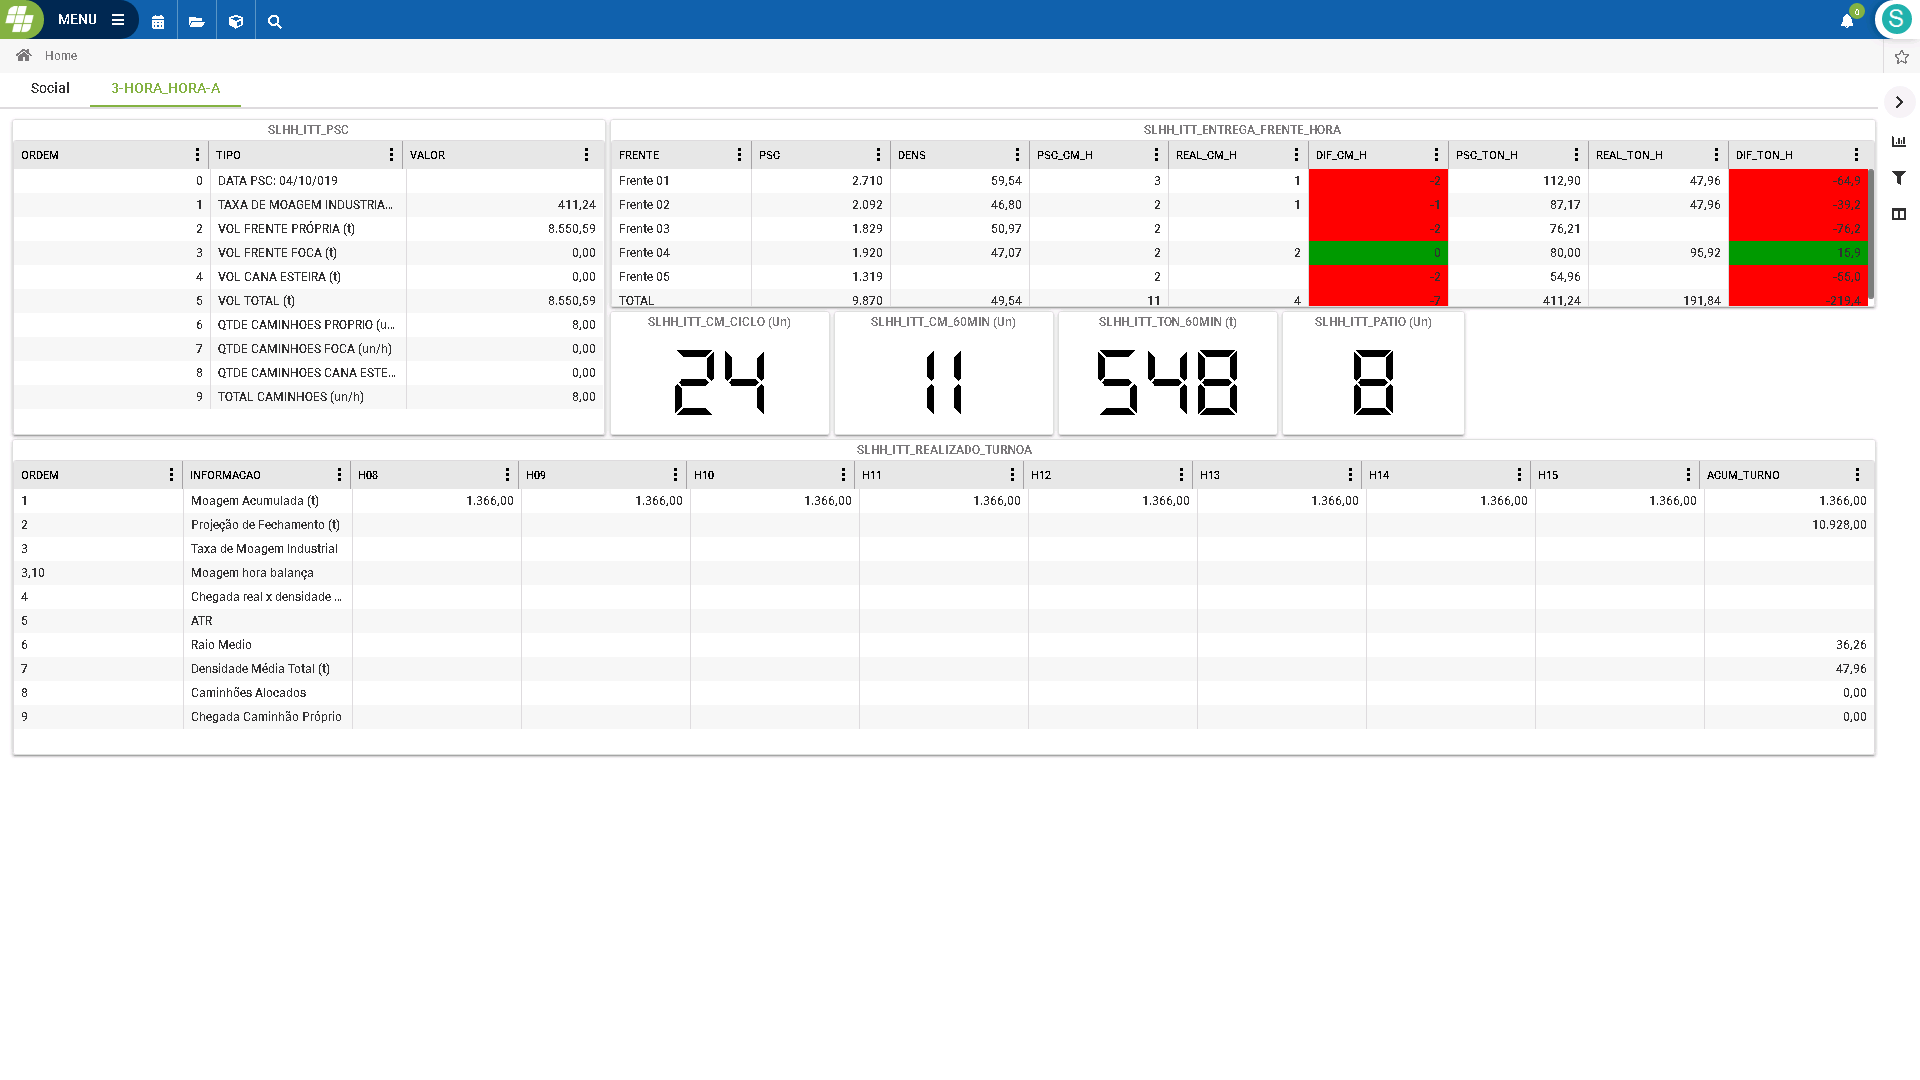 MENU
0
S
Home
Social 3-HORA_HORA-A
SLHH_ITT_PSC
ORDEM TIPO VALOR
0 DATA PSC: 04/10/019
1 TAXA DE MOAGEM INDUSTRIA... 411,24
2 VOL FRENTE PRÓPRIA (t) 8.550,59
3 VOL FRENTE FOCA (t) 0,00
4 VOL CANA ESTEIRA (t) 0,00
5 VOL TOTAL (t) 8.550,59
6 QTDE CAMINHOES PROPRIO (u... 8,00
7 QTDE CAMINHOES FOCA (un/h) 0,00
8 QTDE CAMINHOES CANA ESTE... 0,00
9 TOTAL CAMINHOES (un/h) 8,00
SLHH_ITT_ENTREGA_FRENTE_HORA
FRENTE PSC DENS PSC_CM_H REAL_CM_H DIF_CM_H PSC_TON_H REAL_TON_H DIF_TON_H
Frente 01 2.710 59,54 3 1 -2 112,90 47,96 -64,9
Frente 02 2.092 46,80 2 1 -1 87,17 47,96 -39,2
Frente 03 1.829 50,97 2 -2 76,21 -76,2
Frente 04 1.920 47,07 2 2 0 80,00 95,92 15,9
Frente 05 1.319 2 -2 54,96 -55,0
TOTAL 9.870 49,54 11 4 -7 411,24 191,84 -219,4
SLHH_ITT_CM_CICLO (Un)
24
SLHH_ITT_CM_60MIN (Un)
11
SLHH_ITT_TON_60MIN (t)
548
SLHH_ITT_PATIO (Un)
8
SLHH_ITT_REALIZADO_TURNOA
ORDEM INFORMACAO H08 H09 H10 H11 H12 H13 H14 H15 ACUM_TURNO
1 Moagem Acumulada (t) 1.366,00 1.366,00 1.366,00 1.366,00 1.366,00 1.366,00 1.366,00 1.366,00 1.366,00
2 Projeção de Fechamento (t) 10.928,00
3 Taxa de Moagem Industrial
3,10 Moagem hora balança
4 Chegada real x densidade ...
5 ATR
6 Raio Medio 36,26
7 Densidade Média Total (t) 47,96
8 Caminhões Alocados 0,00
9 Chegada Caminhão Próprio 0,00